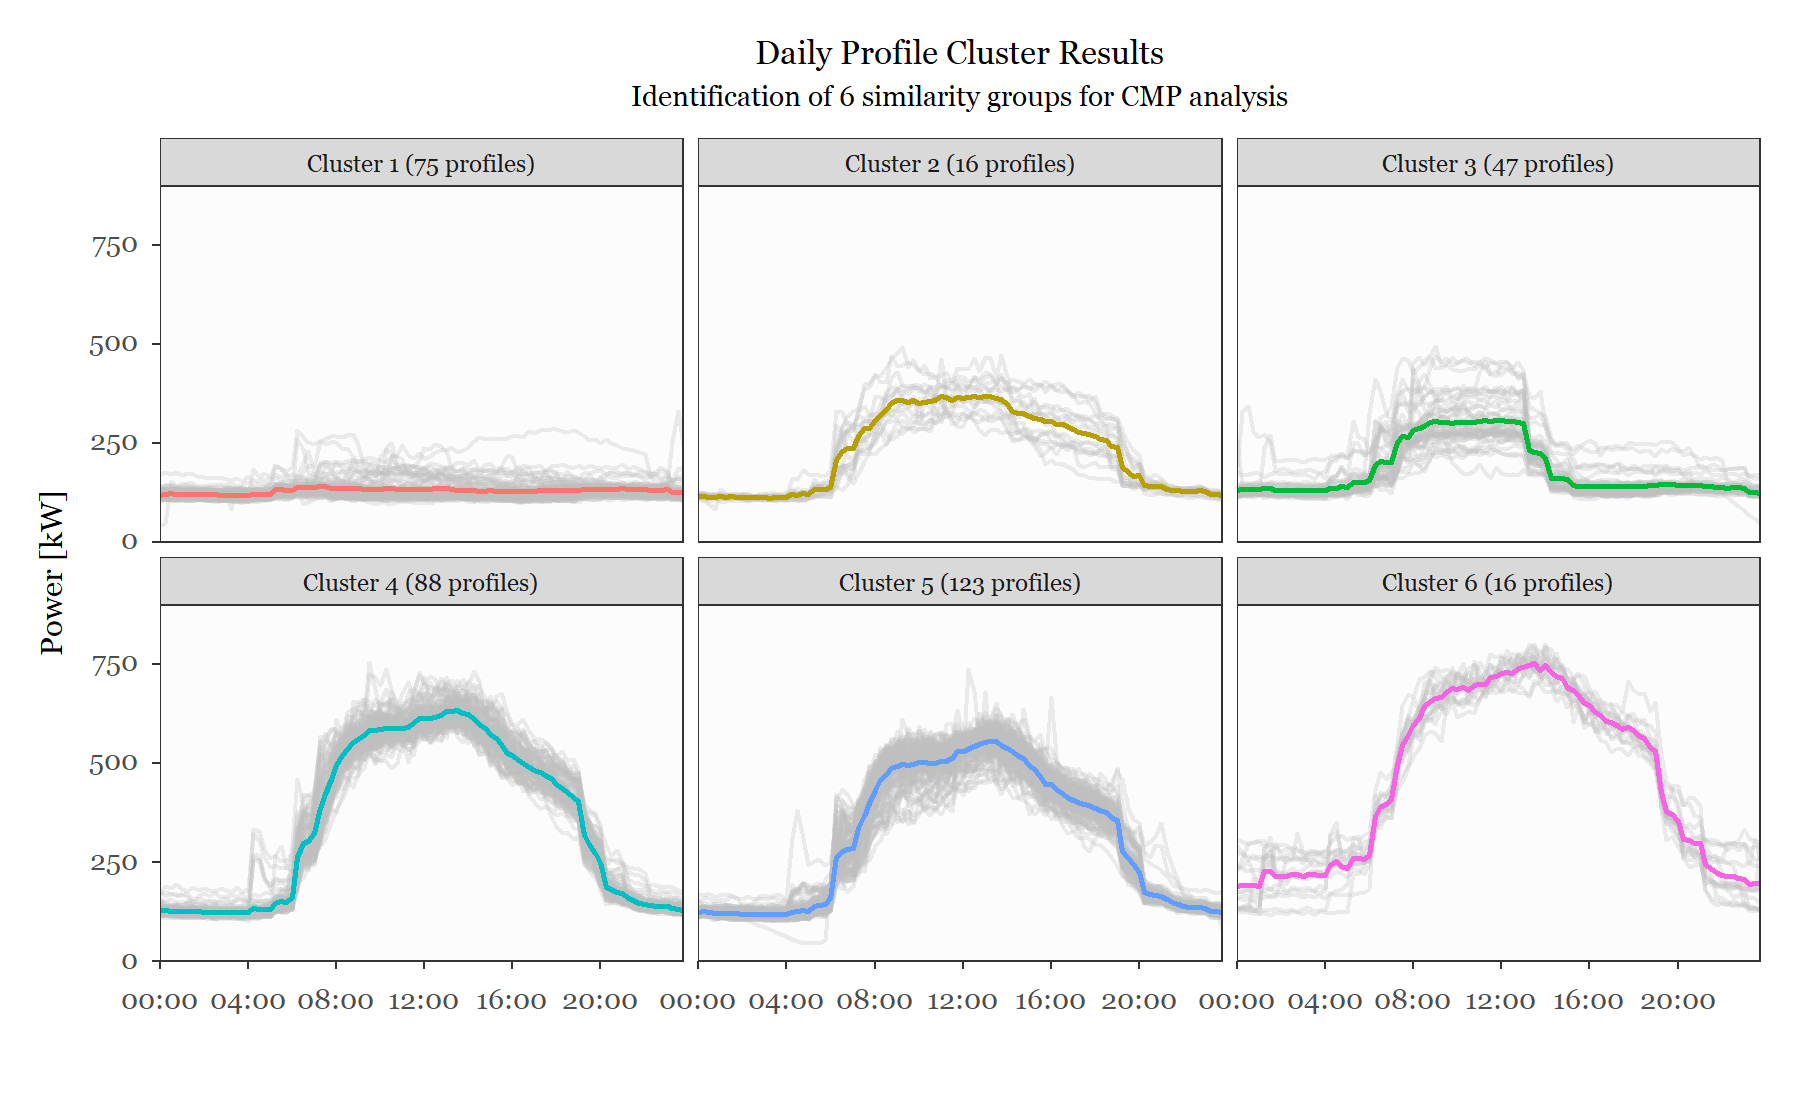 Daily Profile Cluster Results
Identification of 6 similarity groups for CMP analysis
Cluster 1 (75 profiles) Cluster 2 (16 profiles) Cluster 3 (47 profiles)
750
500
250
0
Power [kW]
Cluster 4 (88 profiles) Cluster 5 (123 profiles) Cluster 6 (16 profiles)
750
500
250
0
00:00 04:00 08:00 12:00 16:00 20:00 00:00 04:00 08:00 12:00 16:00 20:00 00:00 04:00 08:00 12:00 16:00 20:00